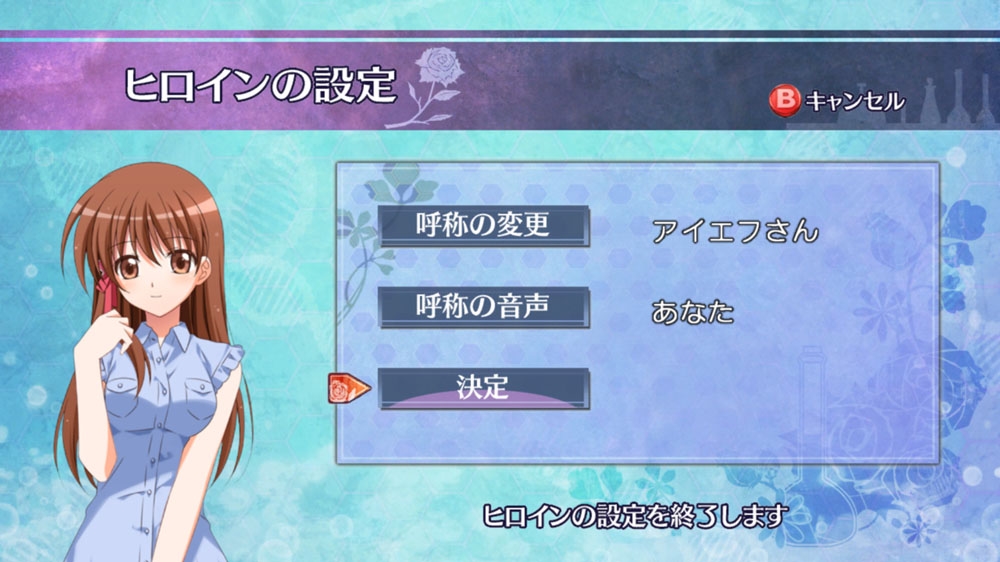 ヒロインの設定
B キャンセル
呼称の変更 アイエフさん
呼称の音声 あなた
決定
ヒロインの設定を終了します